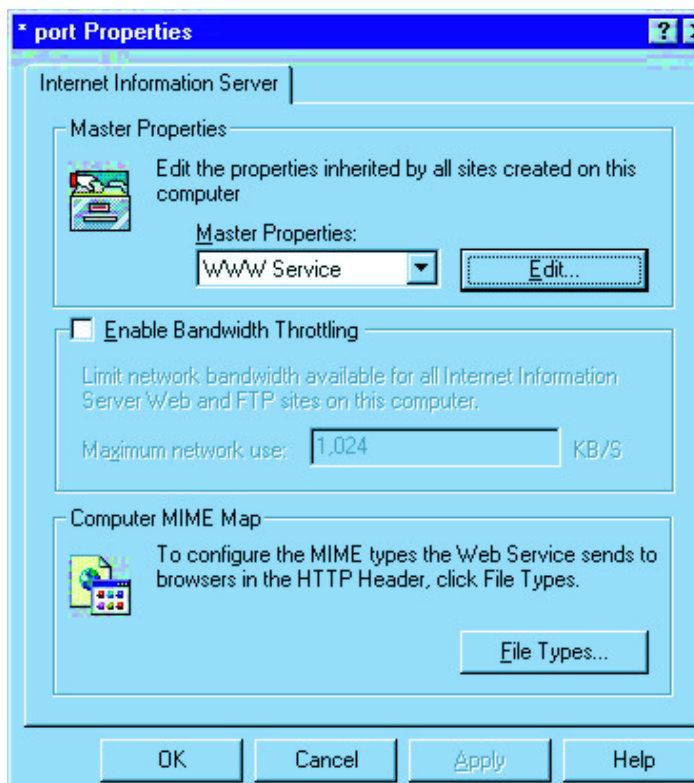 * port Properties
?
Internet Information Server
Master Properties
Edit the properties inherited by all sites created on this
computer
Master Properties:
WWW Service
Edit...
Enable Bandwidth Throttling
Limit network bandwidth available for all Internet Information
Server Web and FTP sites on this computer.
Maximum network use:
1,024
KB/S
Computer MIME Map
To configure the MIME types the Web Service sends to
browsers in the HTTP Header, click File Types.
File Types...
OK
Cancel
Apply
Help